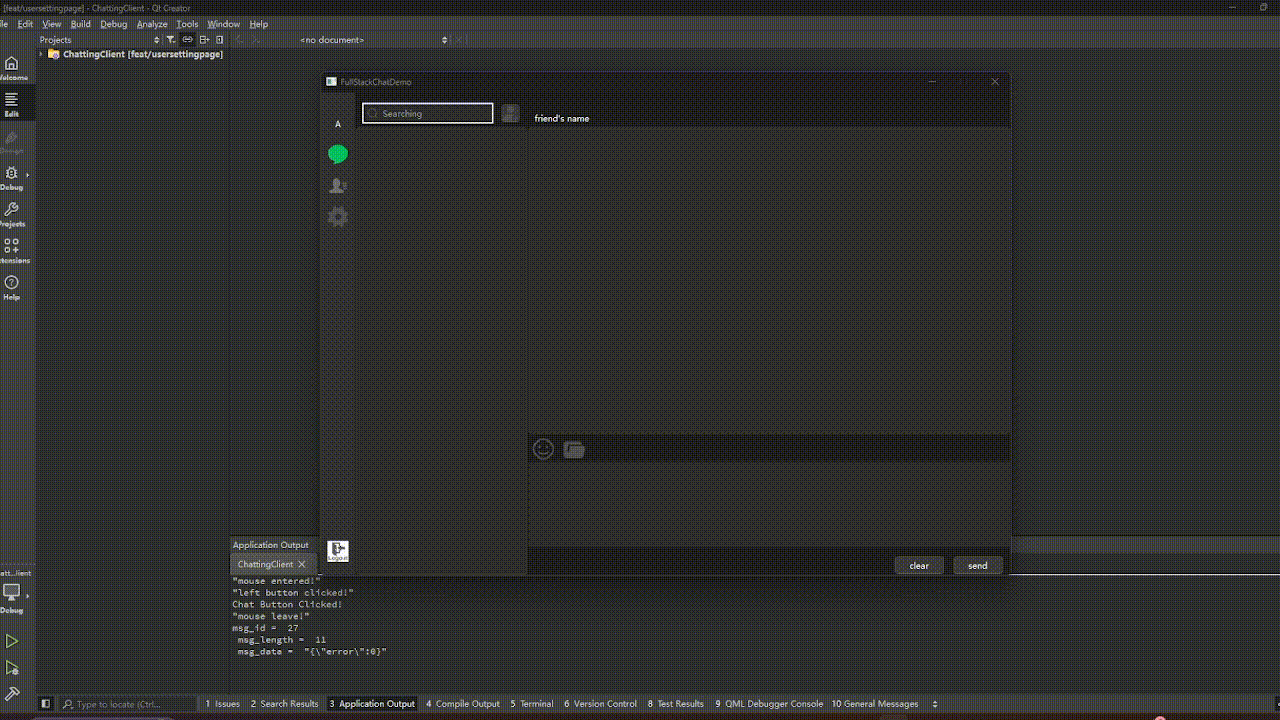 [feat/usersettingpage] - ChattingClient - Qt Creator
ile Edit View Build Debug Analyze Tools Window Help
Projects <no document>
ChattingClient [feat/usersettingpage]
Welcome
Edit
Design
Debug
Projects
tensions
Help
FullStackChatDemo
A Searching friend's name
Logout
clear send
Application Output
ChattingClient
"mouse entered!"
"left button clicked!"
Chat Button Clicked!
"mouse leave!"
msg_id = 27
msg_length = 11
msg_data = "{\"error\":0}"
att...lient
Debug
Type to locate (Ctrl... 1 Issues 2 Search Results 3 Application Output 4 Compile Output 5 Terminal 6 Version Control 8 Test Results 9 QML Debugger Console 10 General Messages